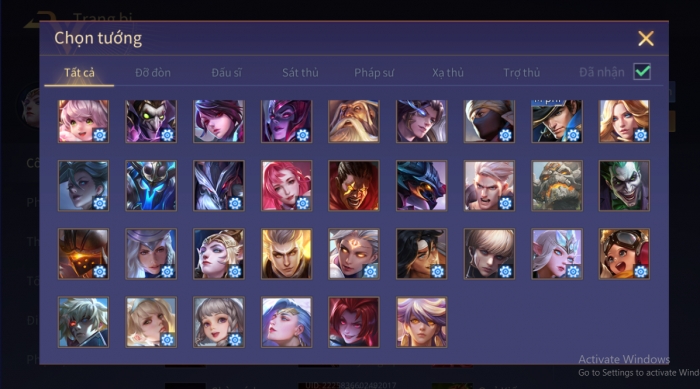 Trang bị
Chọn tướng
Tất cả
Đỡ đòn
Đấu sĩ
Sát thủ
Pháp sư
Xạ thủ
Trợ thủ
Đã nhận
Activate Windows
Go to Settings to activate Wind